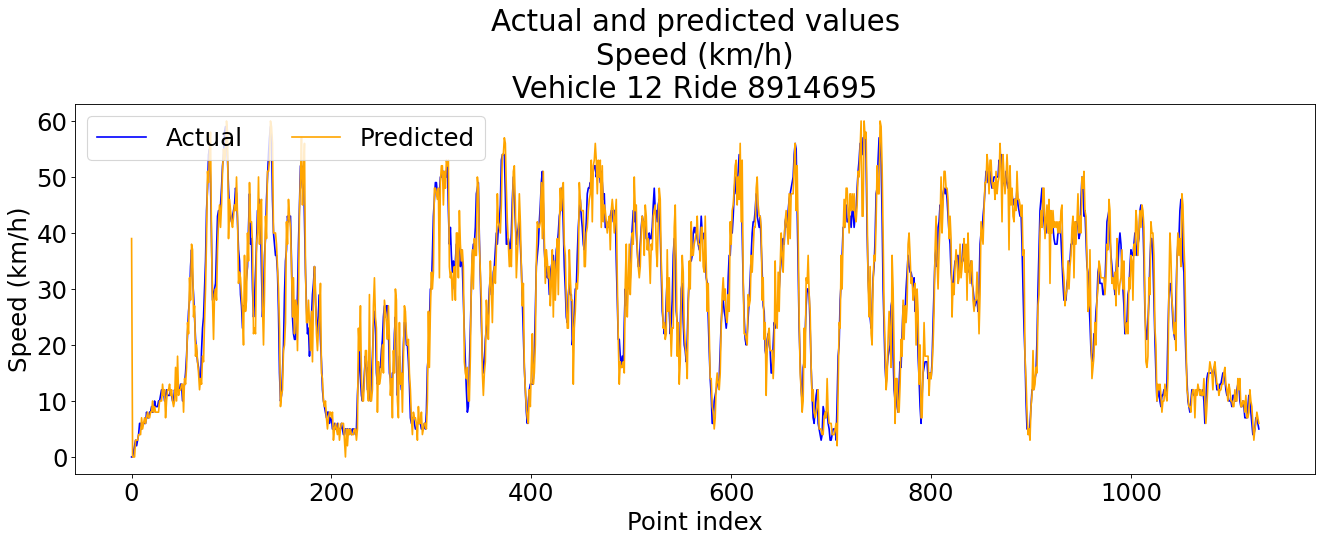 Actual and predicted values
Speed (km/h)
Vehicle 12 Ride 8914695
Actual
Predicted
Speed (km/h)
60
50
40
30
20
10
0
0 200 400 600 800 1000
Point index